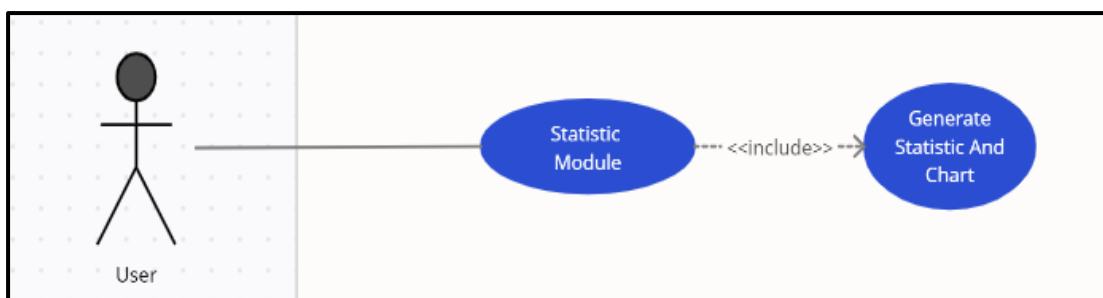 Statistic
Module
<<include>>
Generate
Statistic And
Chart
User